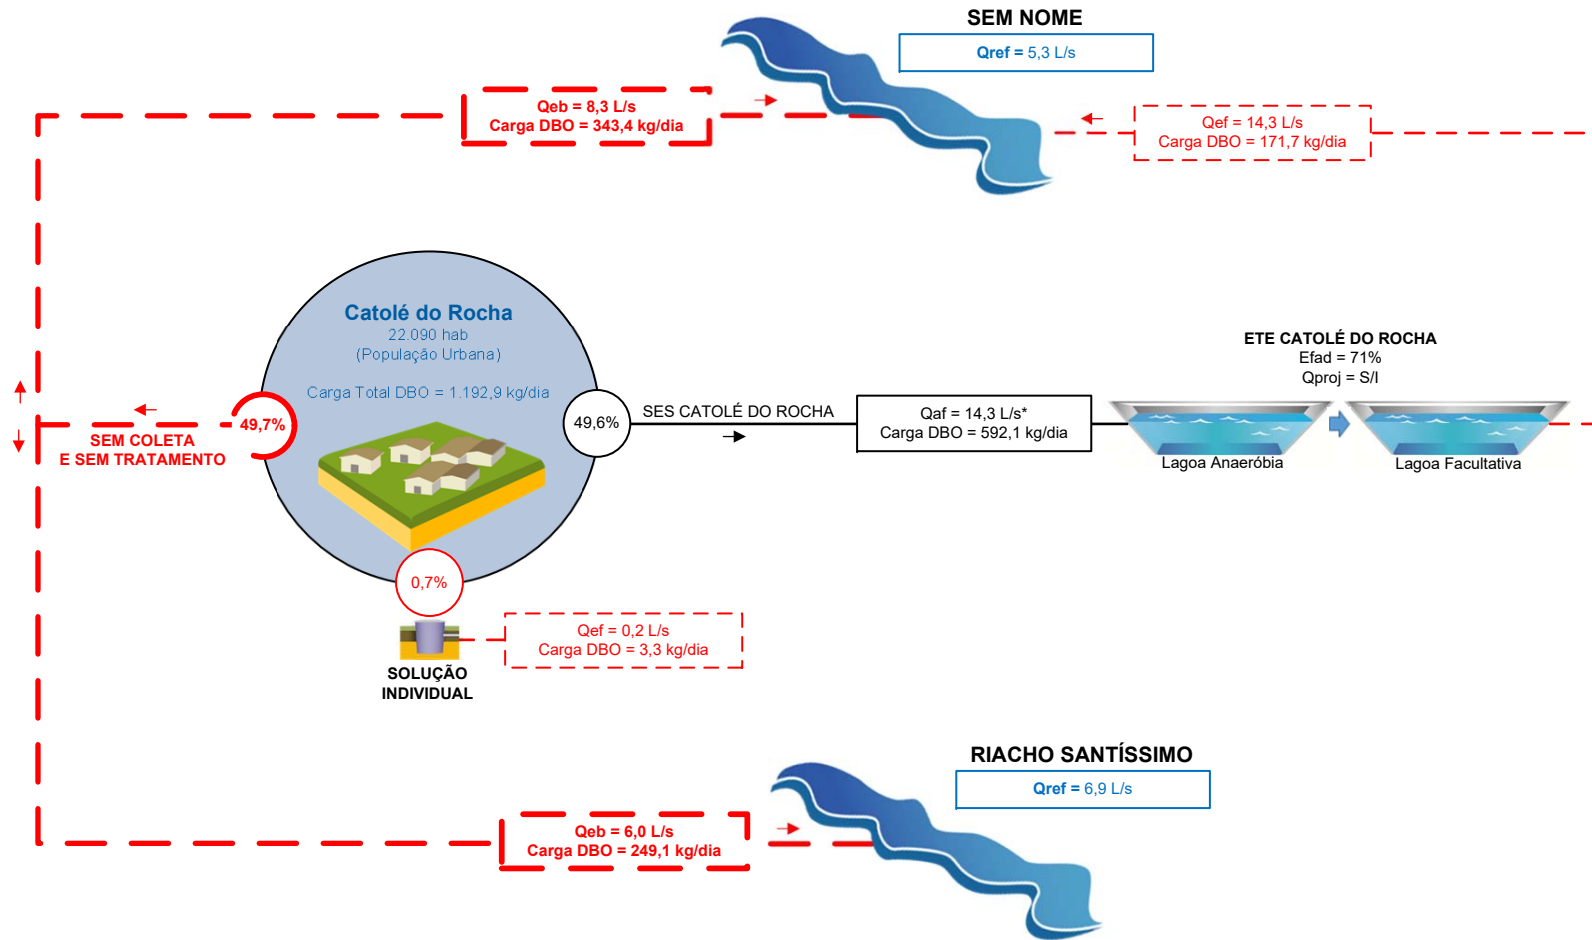 SEM NOME
Qref = 5,3 L/s
Qeb = 8,3 L/s
Carga DBO = 343,4 kg/dia
Qef = 14,3 L/s
Carga DBO = 171,7 kg/dia
Catolé do Rocha
22.090 hab
(População Urbana)
Carga Total DBO = 1.192,9 kg/dia
ETE CATOLÉ DO ROCHA
Efad = 71%
Qproj = S/I
49,7%
SEM COLETA
E SEM TRATAMENTO
49,6%
SES CATOLÉ DO ROCHA
Qaf = 14,3 L/s*
Carga DBO = 592,1 kg/dia
Lagoa Anaeróbia
Lagoa Facultativa
0,7%
Qef = 0,2 L/s
Carga DBO = 3,3 kg/dia
SOLUÇÃO
INDIVIDUAL
RIACHO SANTÍSSIMO
Qref = 6,9 L/s
Qeb = 6,0 L/s
Carga DBO = 249,1 kg/dia